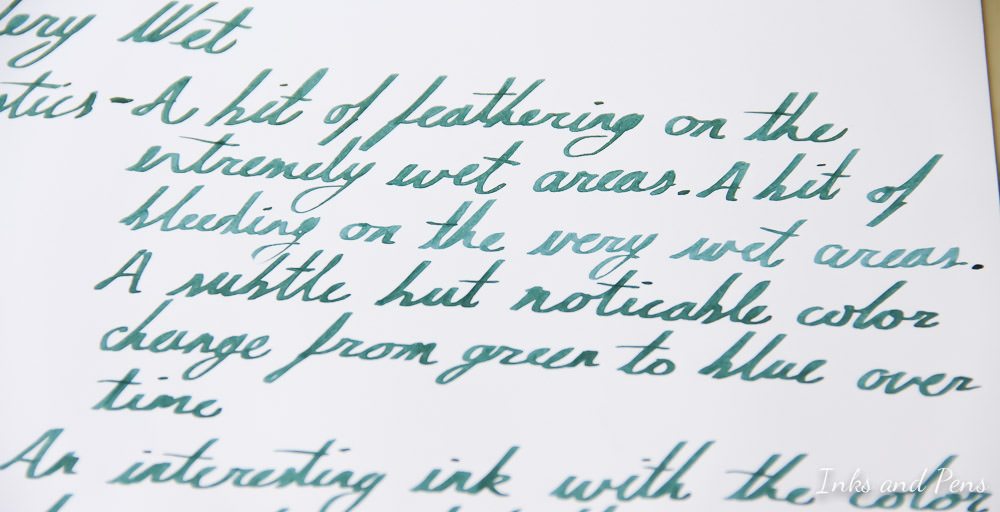 Very Wet
stics - A bit of feathering on the
extremely wet areas. A bit of
bleeding on the very wet areas.
A subtle but noticable color
change from green to blue over
time
An interesting ink with the color
Inks and Pens